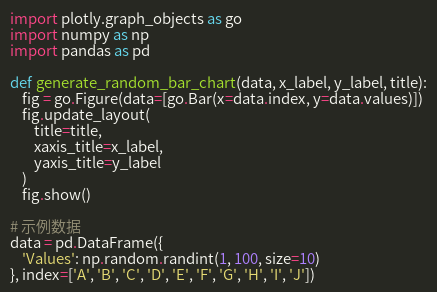 import plotly.graph_objects as go
import numpy as np
import pandas as pd

def generate_random_bar_chart(data, x_label, y_label, title):
    fig = go.Figure(data=[go.Bar(x=data.index, y=data.values)])
    fig.update_layout(
        title=title,
        xaxis_title=x_label,
        yaxis_title=y_label
    )
    fig.show()

# 示例数据
data = pd.DataFrame({
    'Values': np.random.randint(1, 100, size=10)
}, index=['A', 'B', 'C', 'D', 'E', 'F', 'G', 'H', 'I', 'J'])